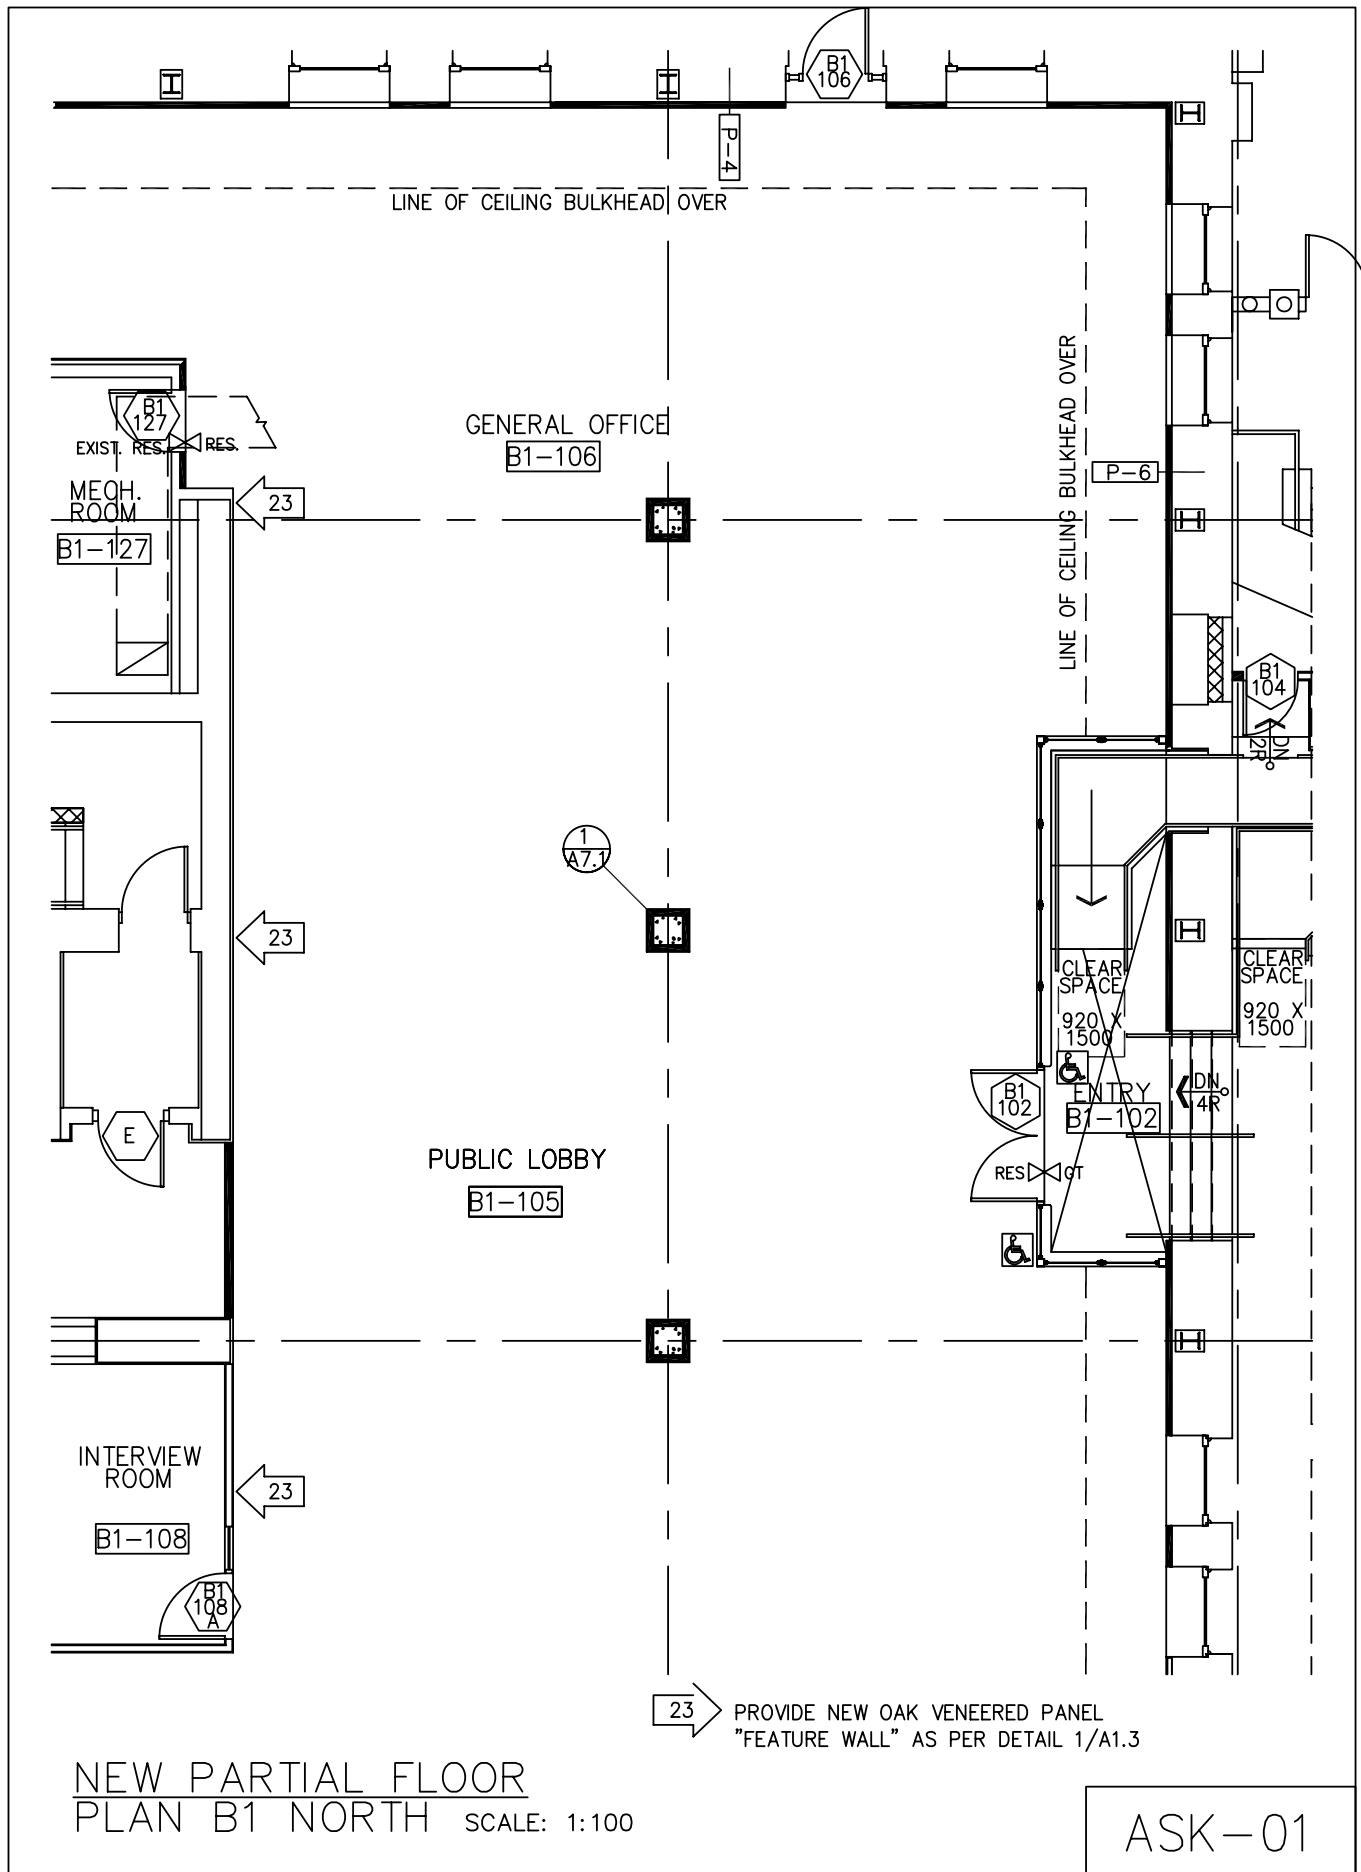 B1
106
P-4
LINE OF CEILING BULKHEAD OVER
LINE OF CEILING BULKHEAD OVER
B1
127
EXIST. RES.
RES.
GENERAL OFFICE
B1-106
P-6
MECH.
ROOM
B1-127
23
B1
104
DN
2R
1
A7.1
23
CLEAR
SPACE
920 X
1500
CLEAR
SPACE
920 X
1500
B1
102
ENTRY
B1-102
DN
4R
E
PUBLIC LOBBY
B1-105
RES
GT
INTERVIEW
ROOM
B1-108
23
B1
108
A
23
PROVIDE NEW OAK VENEERED PANEL
"FEATURE WALL" AS PER DETAIL 1/A1.3
NEW PARTIAL FLOOR
PLAN B1 NORTH SCALE: 1:100
ASK-01